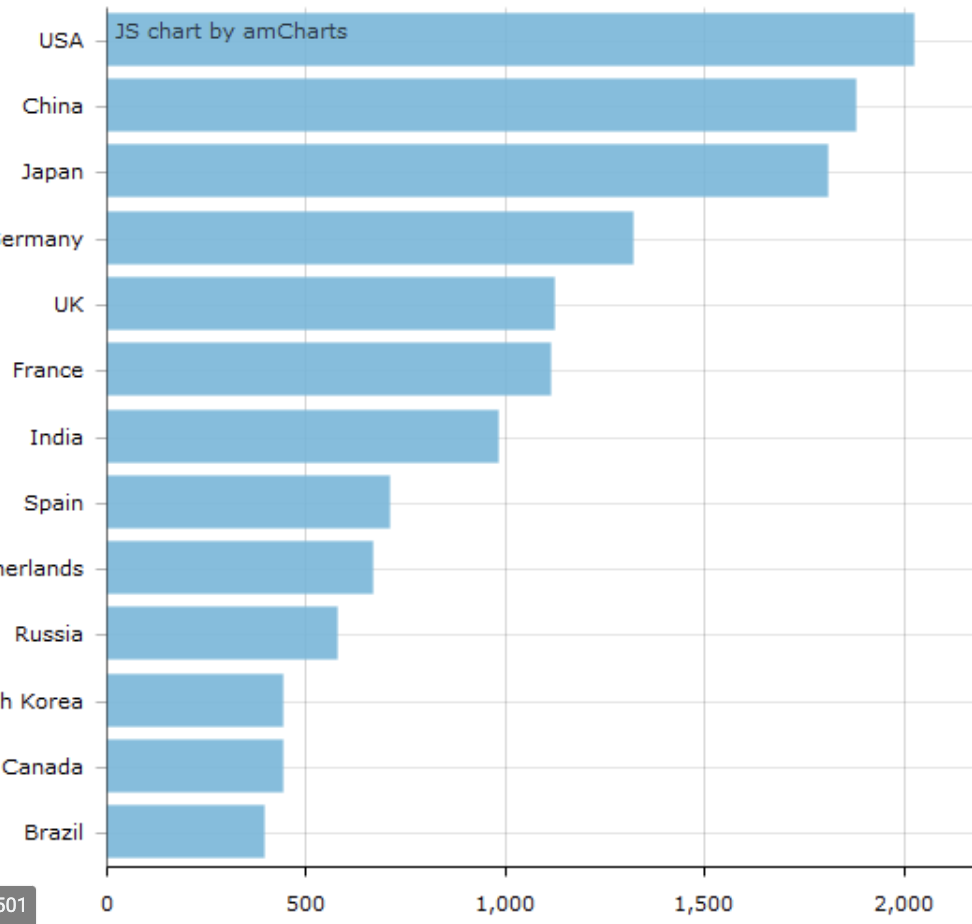 JS chart by amCharts
USA
China
Japan
ermany
UK
France
India
Spain
herlands
Russia
h Korea
Canada
Brazil
0 500 1,000 1,500 2,000
501